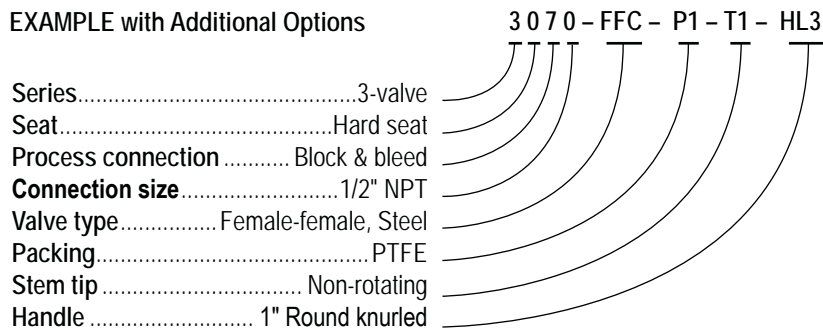 EXAMPLE with Additional Options 3 0 7 0 – FFC – P1 – T1 – HL3
Series..............................................3-valve
Seat.............................................Hard seat
Process connection ........... Block & bleed
Connection size..........................1/2" NPT
Valve type................Female-female, Steel
Packing.............................................PTFE
Stem tip ................................. Non-rotating
Handle ........................... 1" Round knurled